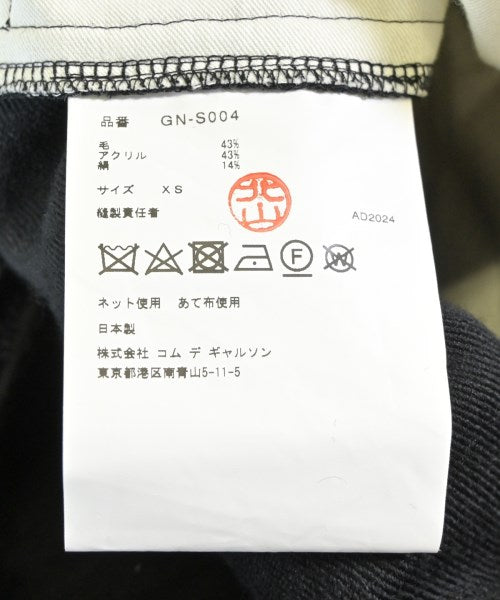 品番 GN-S004
毛 43%
アクリル 43%
絹 14%
サイズ XS
縫製責任者 北山
AD2024
F W
ネット使用 あて布使用
日本製
株式会社 コム デ ギャルソン
東京都港区南青山5-11-5